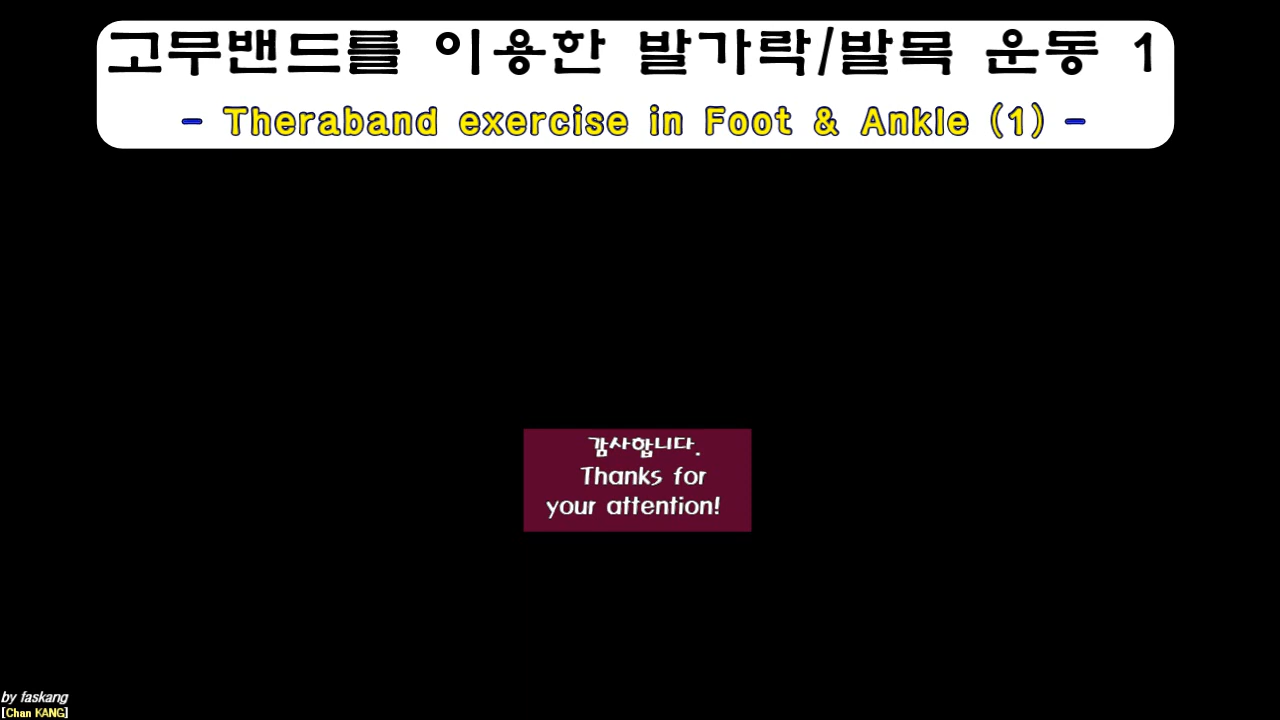 고무밴드를 이용한 발가락/발목 운동 1
- Theraband exercise in Foot & Ankle (1) -
감사합니다.
Thanks for
your attention!
by faskang
[Chan KANG]